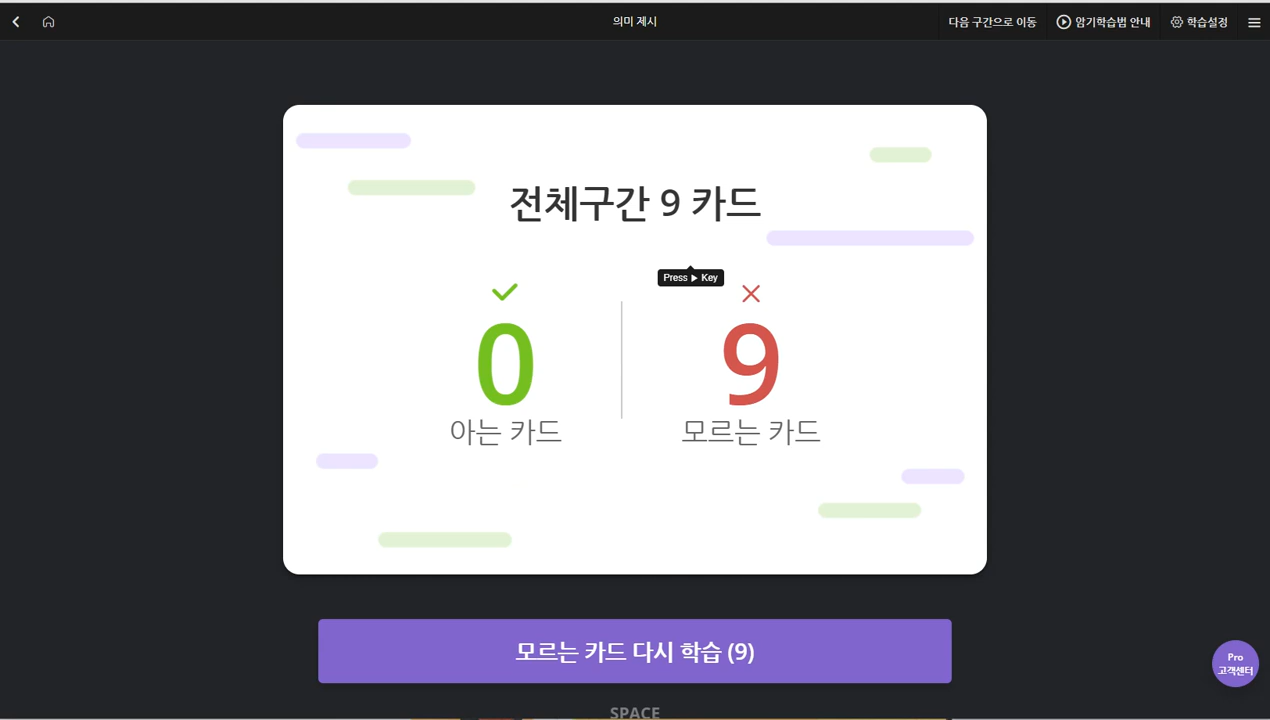 의미 제시
다음 구간으로 이동
암기학습법 안내
학습설정
전체구간 9 카드
Press ▶ Key
0
아는 카드
9
모르는 카드
모르는 카드 다시 학습 (9)
Pro
고객센터
SPACE